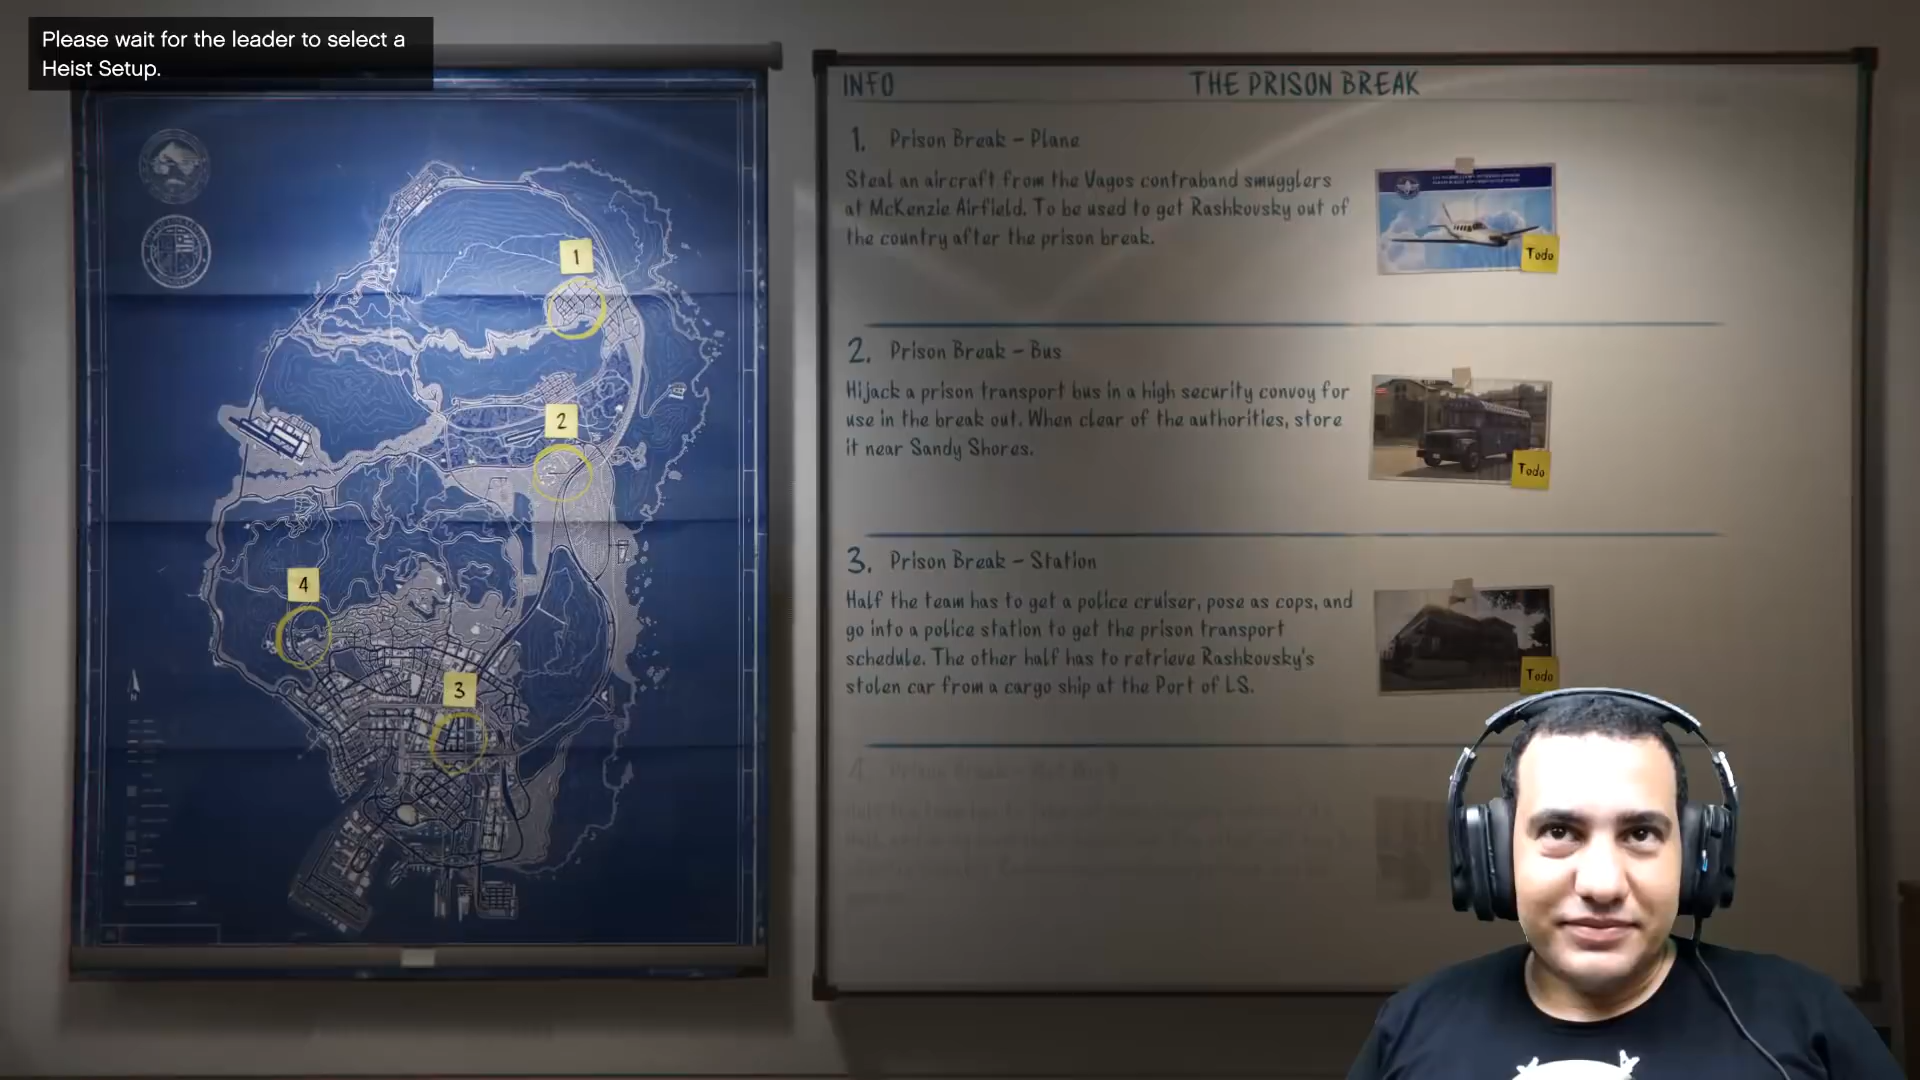 Please wait for the leader to select a
Heist Setup.
INFO
THE PRISON BREAK
1. Prison Break - Plane
Steal an aircraft from the Vagos contraband smugglers
at McKenzie Airfield. To be used to get Rashkovsky out of
the country after the prison break.
Todo
2. Prison Break - Bus
Hijack a prison transport bus in a high security convoy for
use in the break out. When clear of the authorities, store
it near Sandy Shores.
Todo
3. Prison Break - Station
Half the team has to get a police cruiser, pose as cops, and
go into a police station to get the prison transport
schedule. The other half has to retrieve Rashkovsky's
stolen car from a cargo ship at the Port of LS.
Todo
4. Prison Break -
1
2
4
3
N